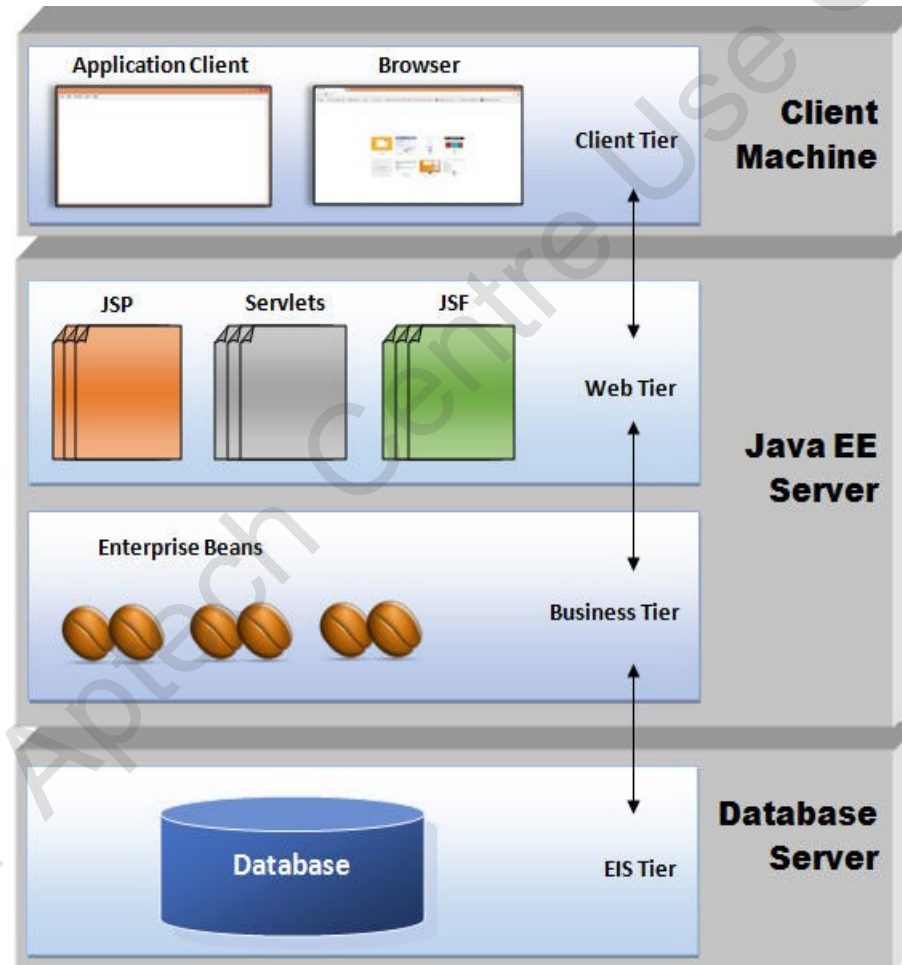 Application Client
Browser
Client Tier
Client
Machine
JSP
Servlets
JSF
Web Tier
Java EE
Server
Enterprise Beans
Business Tier
Database
EIS Tier
Database
Server
Aptech Centre Use